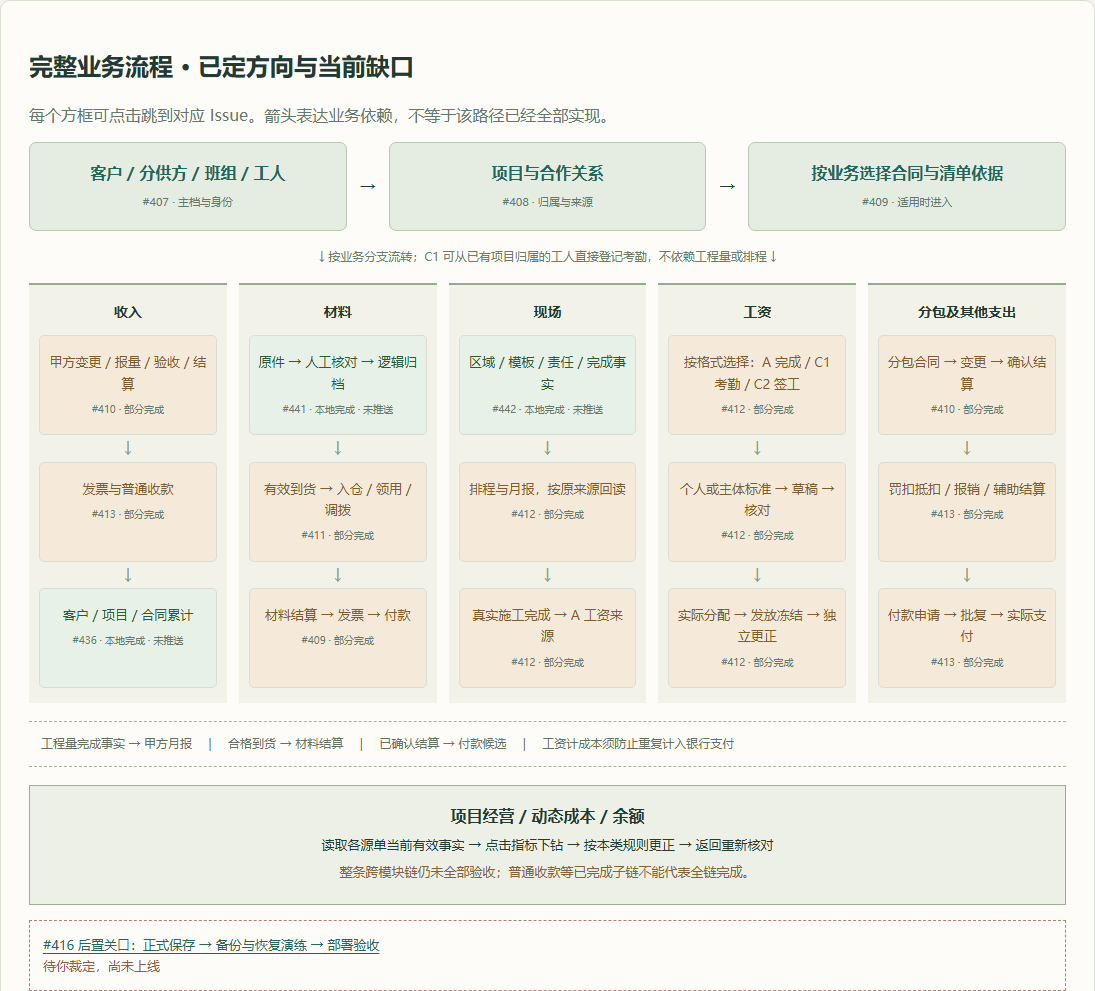 完整业务流程 · 已定方向与当前缺口
每个方框可点击跳到对应 Issue。箭头表达业务依赖，不等于该路径已经全部实现。
客户 / 分供方 / 班组 / 工人
#407 · 主档与身份
→
项目与合作关系
#408 · 归属与来源
→
按业务选择合同与清单依据
#409 · 适用时进入
↓ 按业务分支流转；C1 可从已有项目归属的工人直接登记考勤，不依赖工程量或排程 ↓
收入
甲方变更 / 报量 / 验收 / 结
算
#410 · 部分完成
↓
发票与普通收款
#413 · 部分完成
↓
客户 / 项目 / 合同累计
#436 · 本地完成 · 未推送
材料
原件 → 人工核对 → 逻辑归
档
#441 · 本地完成 · 未推送
↓
有效到货 → 入仓 / 领用 /
调拨
#411 · 部分完成
↓
材料结算 → 发票 → 付款
#409 · 部分完成
现场
区域 / 模板 / 责任 / 完成事
实
#442 · 本地完成 · 未推送
↓
排程与月报，按原来源回读
#412 · 部分完成
↓
真实施工完成 → A 工资来
源
#412 · 部分完成
工资
按格式选择：A 完成 / C1
考勤 / C2 签工
#412 · 部分完成
↓
个人或主体标准 → 草稿 →
核对
#412 · 部分完成
↓
实际分配 → 发放冻结 → 独
立更正
#412 · 部分完成
分包及其他支出
分包合同 → 变更 → 确认结
算
#410 · 部分完成
↓
罚扣抵扣 / 报销 / 辅助结算
#413 · 部分完成
↓
付款申请 → 批复 → 实际支
付
#413 · 部分完成
工程量完成事实 → 甲方月报 | 合格到货 → 材料结算 | 已确认结算 → 付款候选 | 工资计成本须防止重复计入银行支付
项目经营 / 动态成本 / 余额
读取各源单当前有效事实 → 点击指标下钻 → 按本类规则更正 → 返回重新核对
整条跨模块链仍未全部验收；普通收款等已完成子链不能代表全链完成。
#416 后置关口：正式保存 → 备份与恢复演练 → 部署验收
待你裁定，尚未上线